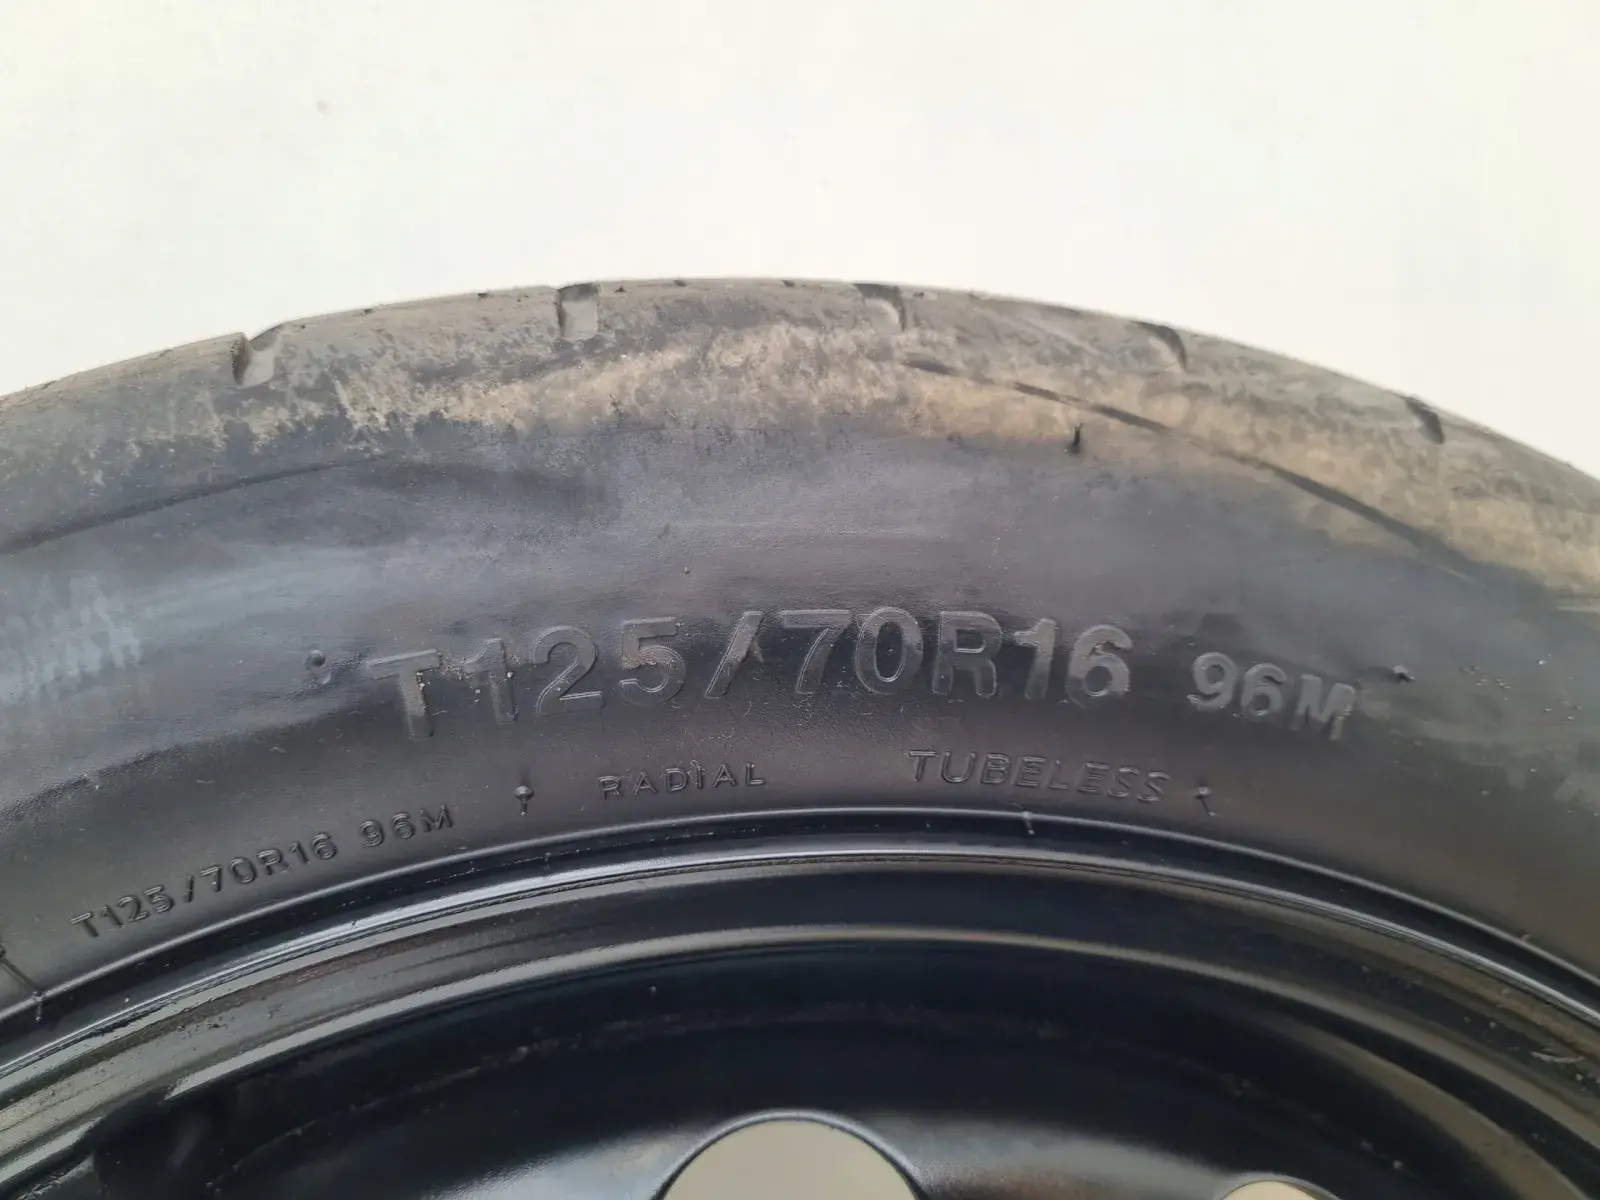 T125/70R16 96M
T125/70R16 96M RADIAL TUBELESS